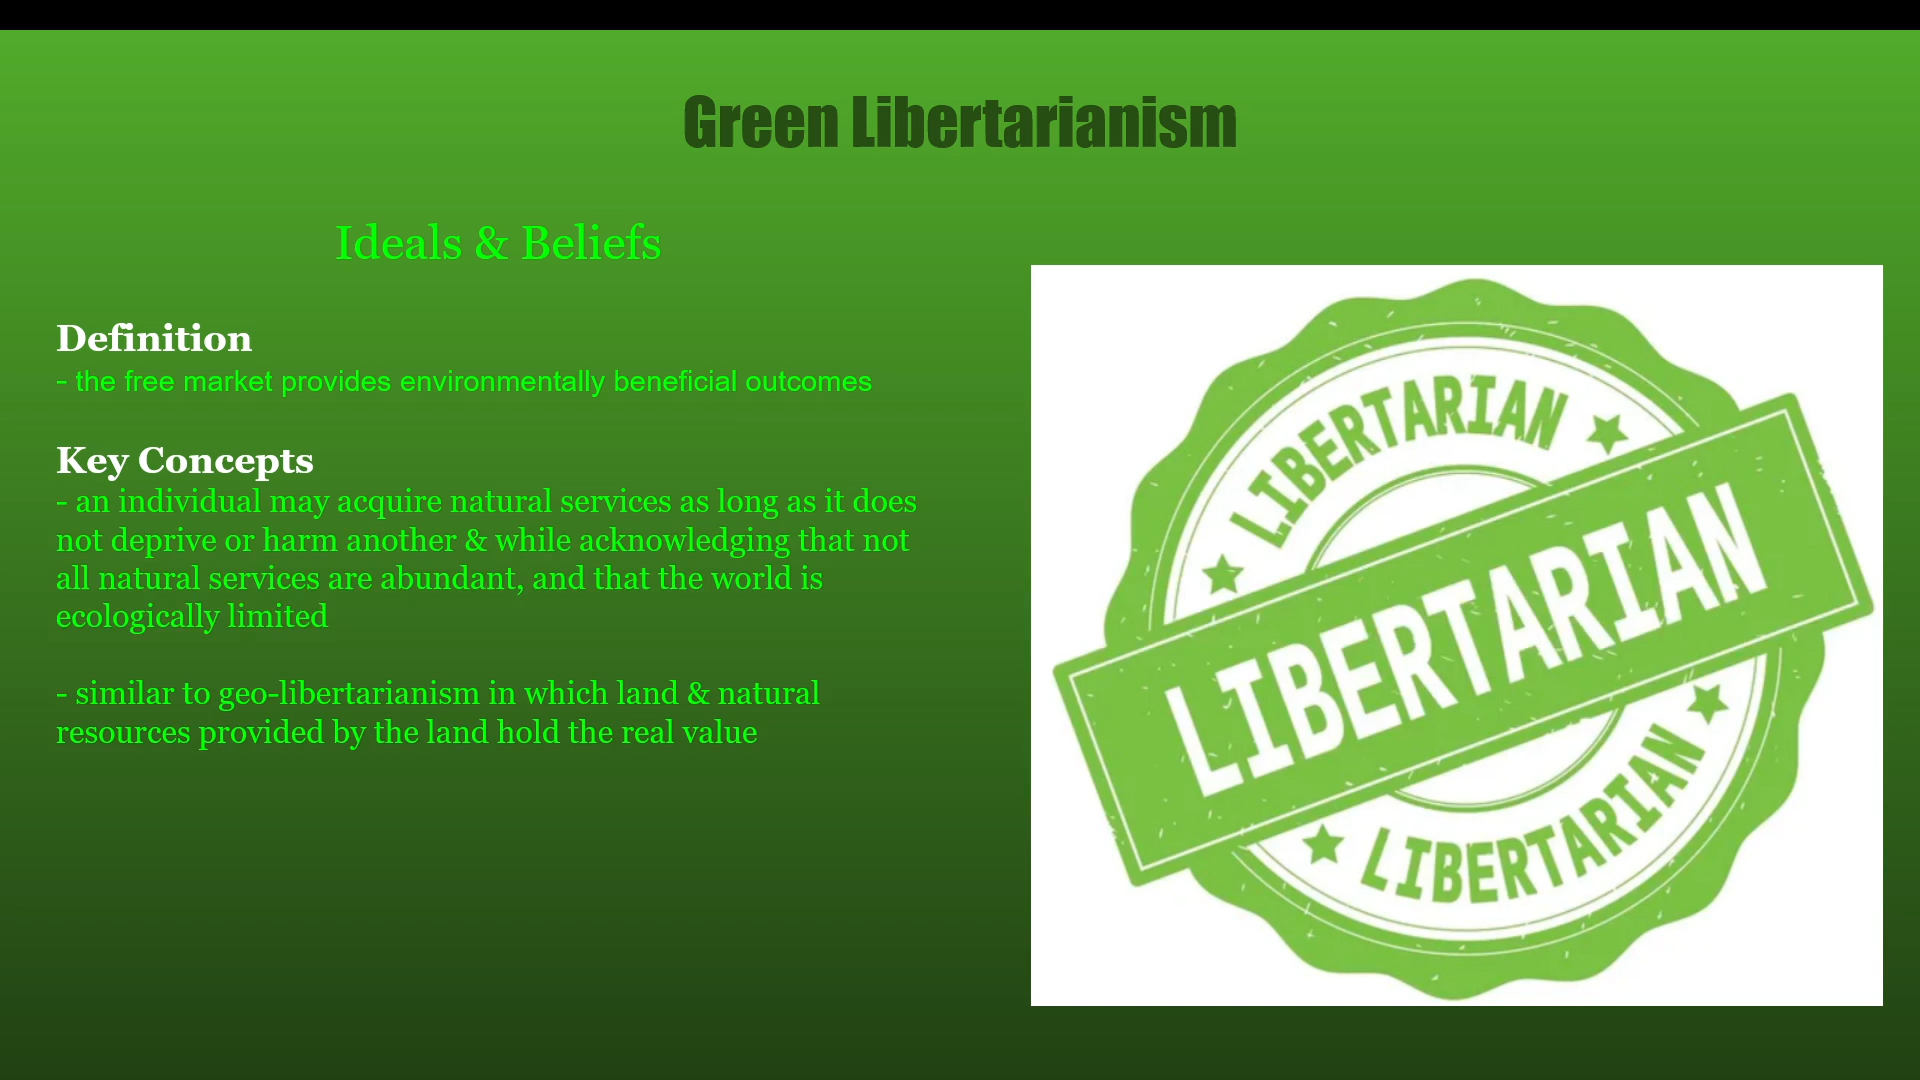 Green Libertarianism
Ideals & Beliefs
Definition
- the free market provides environmentally beneficial outcomes
Key Concepts
- an individual may acquire natural services as long as it does
not deprive or harm another & while acknowledging that not
all natural services are abundant, and that the world is
ecologically limited
- similar to geo-libertarianism in which land & natural
resources provided by the land hold the real value
LIBERTARIAN
LIBERTARIAN
LIBERTARIAN